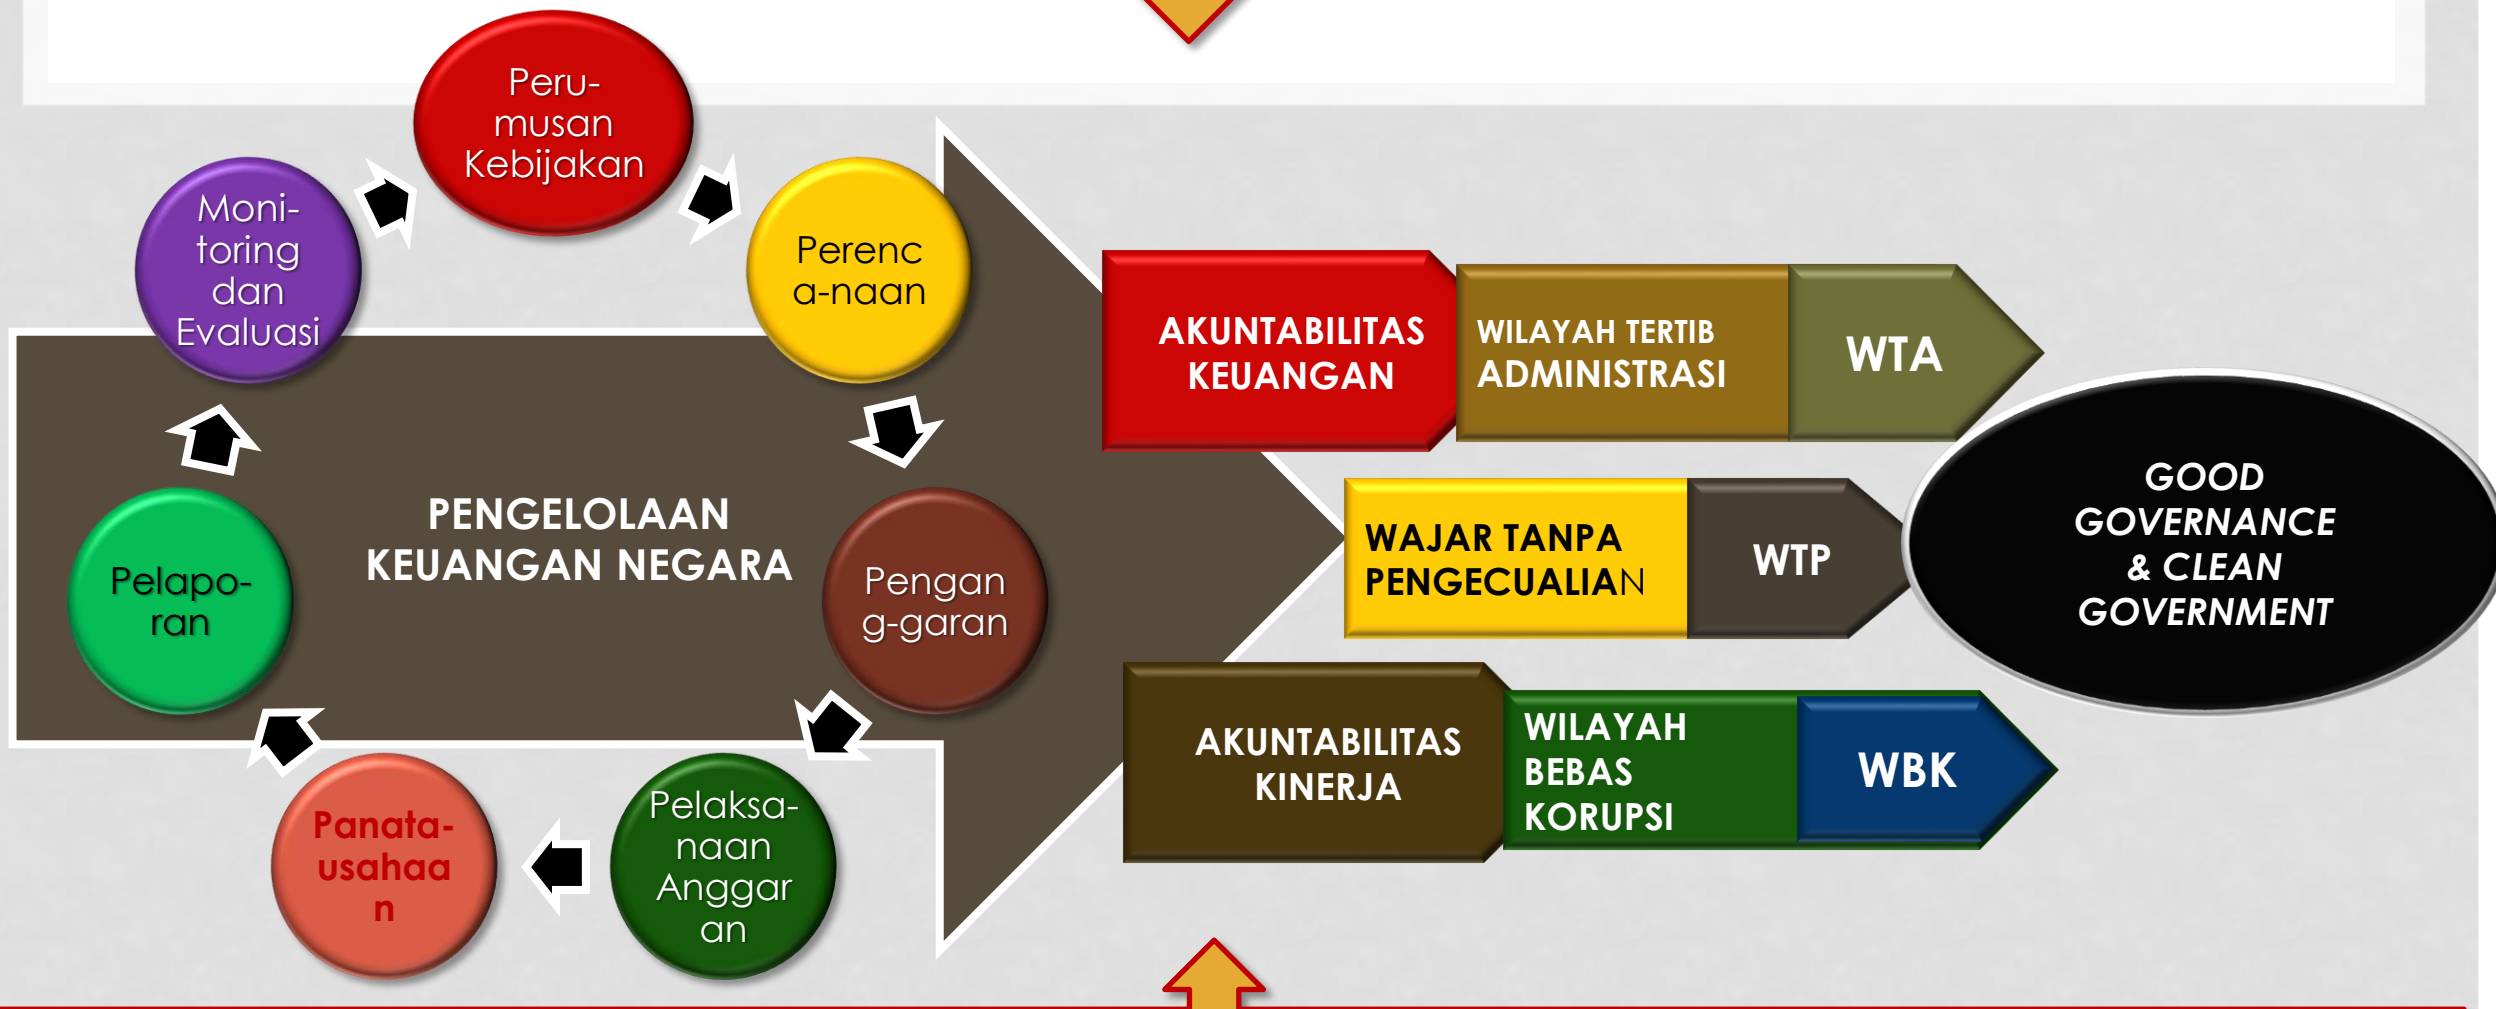 Peru-
musan
Kebijakan
Moni-
toring
dan
Evaluasi
Perenc
a-naan
PENGELOLAAN
KEUANGAN NEGARA
Pelapo-
ran
Pengan
g-garan
Panata-
usahaa
n
Pelaksa-
naan
Anggar
an
AKUNTABILITAS
KEUANGAN
WILAYAH TERTIB
ADMINISTRASI
WTA
WAJAR TANPA
PENGECUALIAN
WTP
AKUNTABILITAS
KINERJA
WILAYAH
BEBAS
KORUPSI
WBK
GOOD
GOVERNANCE
& CLEAN
GOVERNMENT